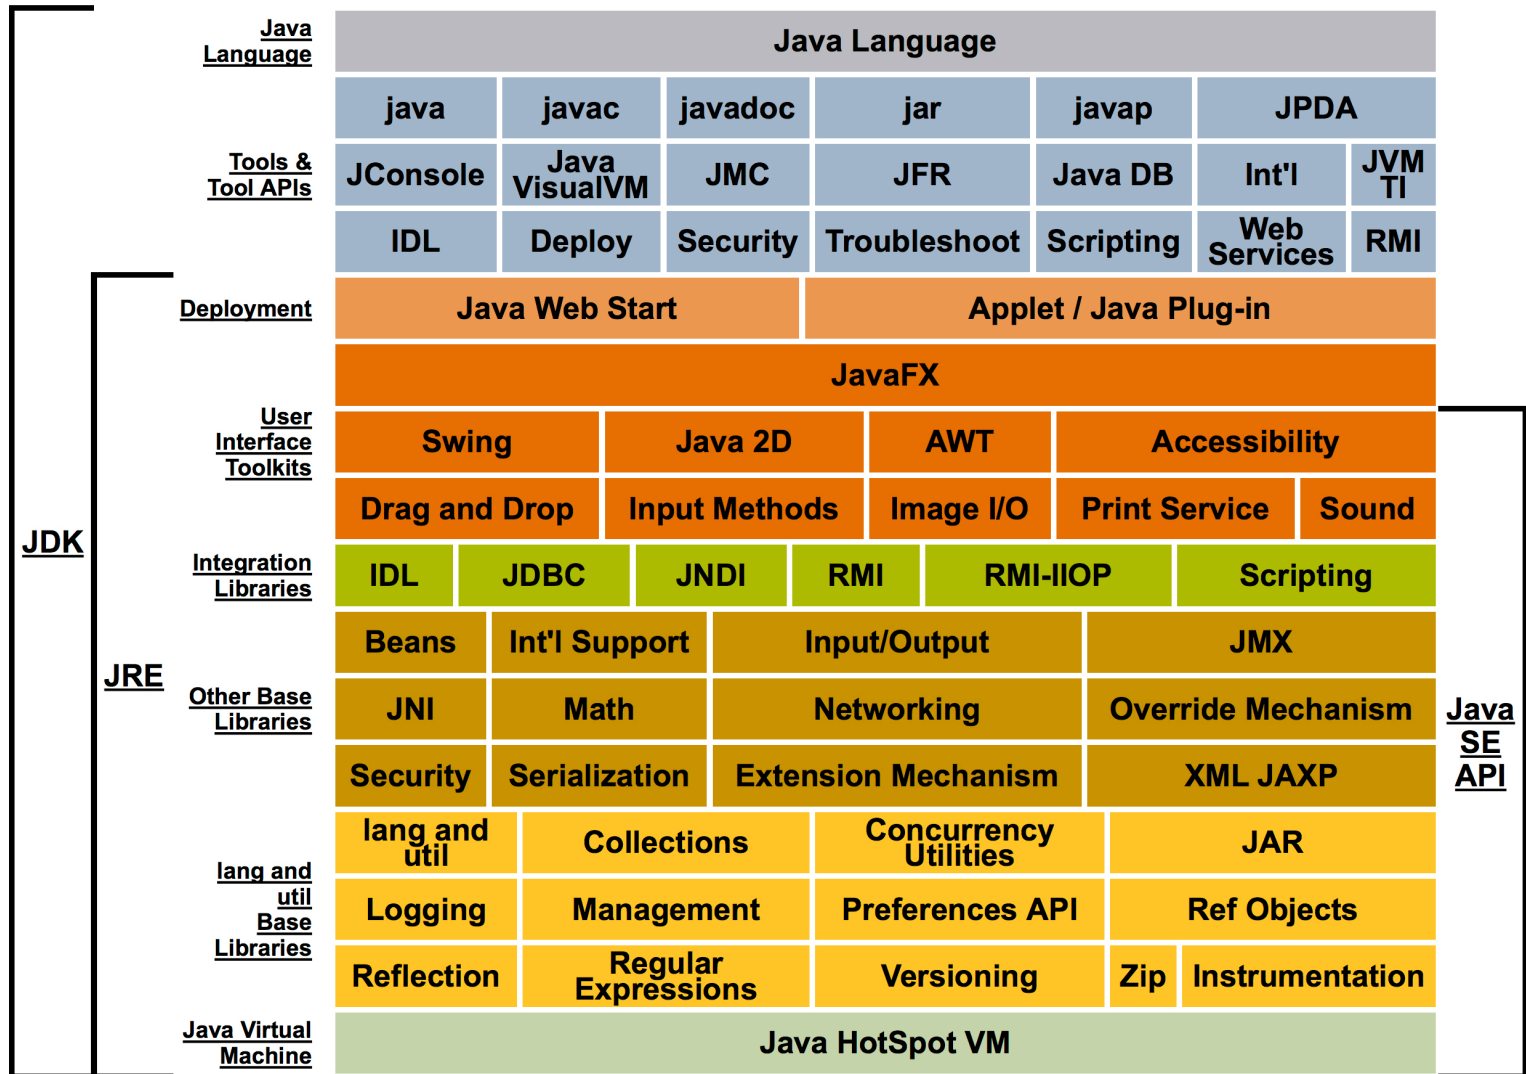 Java
Language
Java Language
java
javac
javadoc
jar
javap
JPDA
Tools &
Tool APIs
JConsole
Java
VisualVM
JMC
JFR
Java DB
Int'l
JVM
TI
IDL
Deploy
Security
Troubleshoot
Scripting
Web
Services
RMI
Deployment
Java Web Start
Applet / Java Plug-in
JavaFX
User
Interface
Toolkits
Swing
Java 2D
AWT
Accessibility
Drag and Drop
Input Methods
Image I/O
Print Service
Sound
JDK
Integration
Libraries
IDL
JDBC
JNDI
RMI
RMI-IIOP
Scripting
JRE
Other Base
Libraries
Beans
Int'l Support
Input/Output
JMX
JNI
Math
Networking
Override Mechanism
Security
Serialization
Extension Mechanism
XML JAXP
Java
SE
API
lang and
util
Base
Libraries
lang and
util
Collections
Concurrency
Utilities
JAR
Logging
Management
Preferences API
Ref Objects
Reflection
Regular
Expressions
Versioning
Zip
Instrumentation
Java Virtual
Machine
Java HotSpot VM